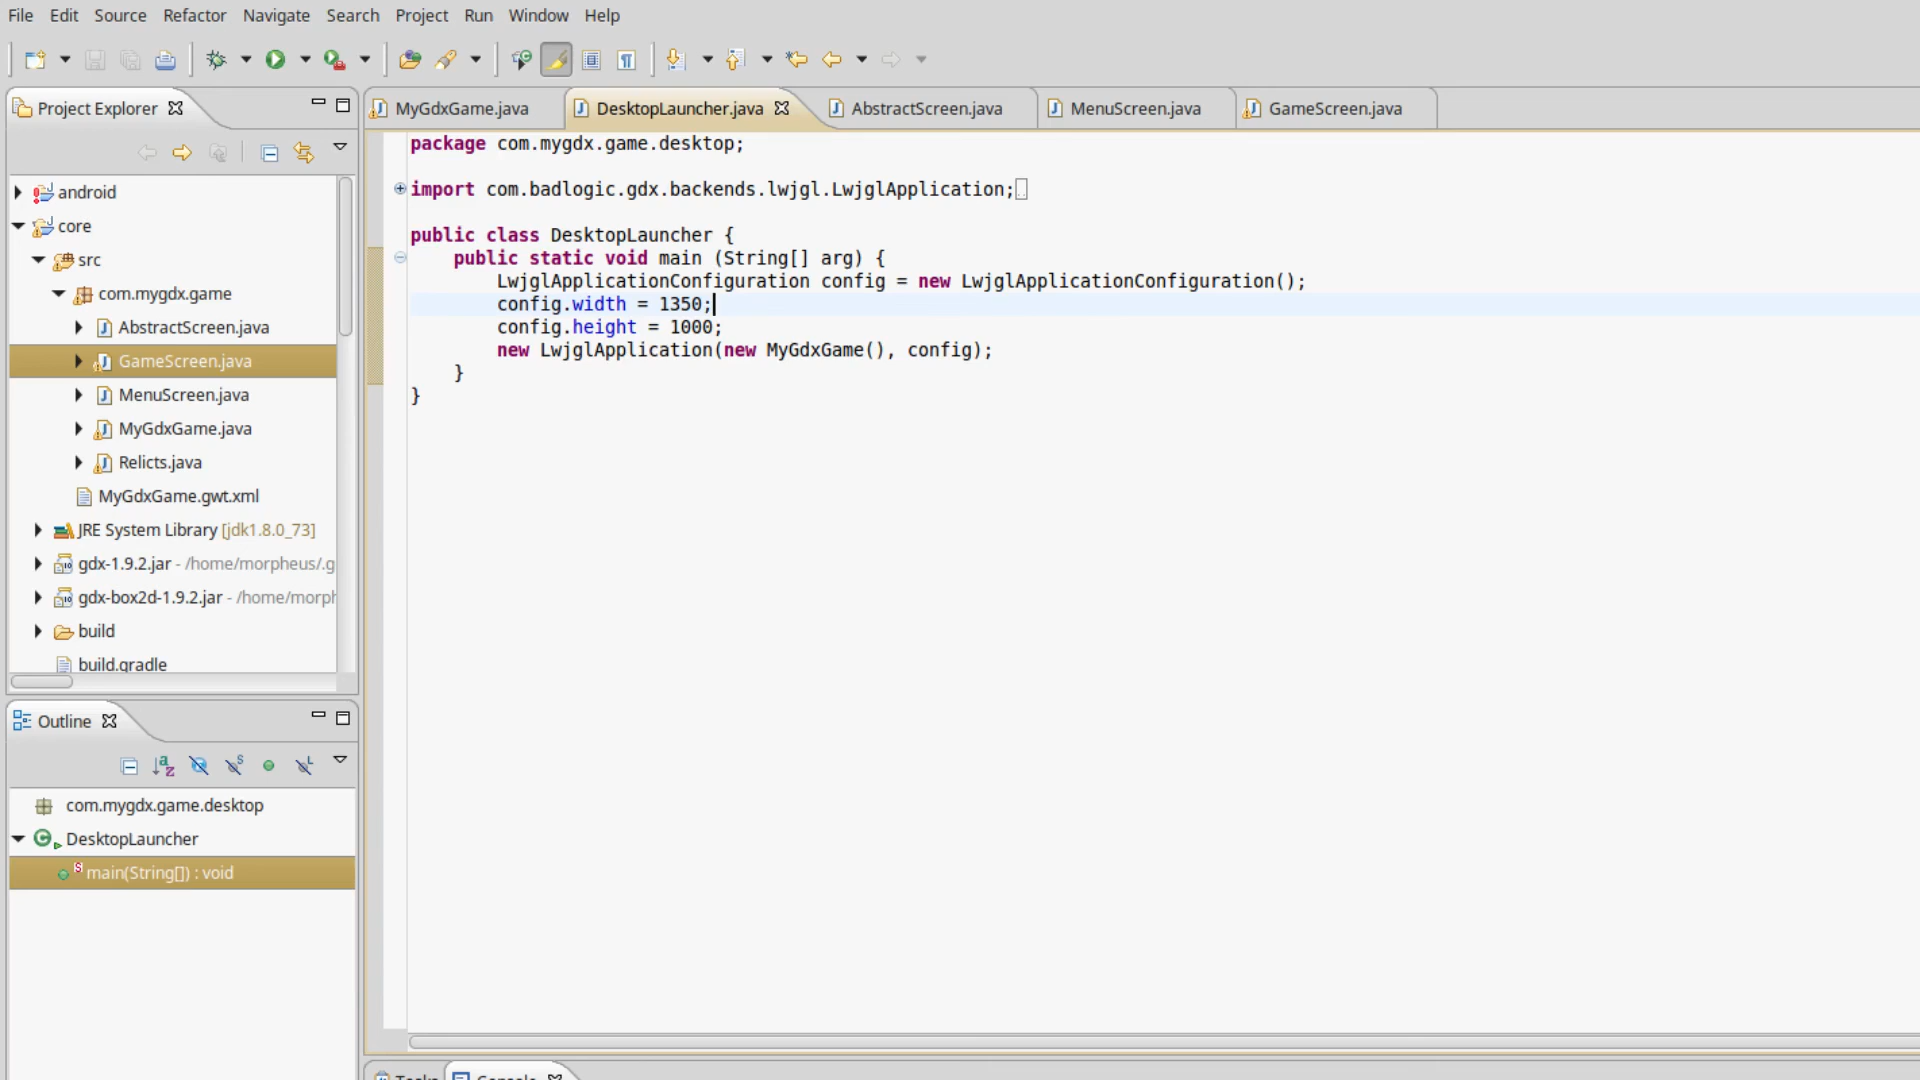 File Edit Source Refactor Navigate Search Project Run Window Help
Project Explorer
android
core
src
com.mygdx.game
AbstractScreen.java
GameScreen.java
MenuScreen.java
MyGdxGame.java
Relicts.java
MyGdxGame.gwt.xml
JRE System Library [jdk1.8.0_73]
gdx-1.9.2.jar - /home/morpheus/.g
gdx-box2d-1.9.2.jar - /home/morph
build
build.gradle
Outline
com.mygdx.game.desktop
DesktopLauncher
main(String[]) : void
MyGdxGame.java DesktopLauncher.java AbstractScreen.java MenuScreen.java GameScreen.java
package com.mygdx.game.desktop;
import com.badlogic.gdx.backends.lwjgl.LwjglApplication;
public class DesktopLauncher {
public static void main (String[] arg) {
LwjglApplicationConfiguration config = new LwjglApplicationConfiguration();
config.width = 1350;
config.height = 1000;
new LwjglApplication(new MyGdxGame(), config);
}
}
Tasks Console